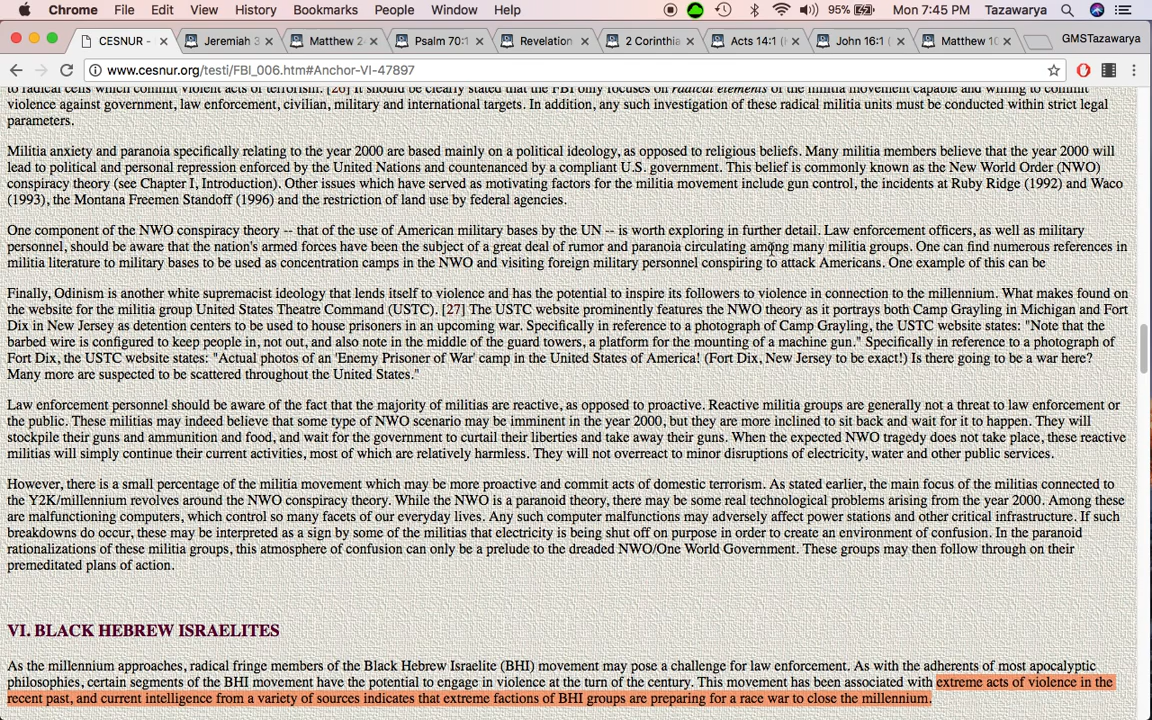 Chrome File Edit View History Bookmarks People Window Help 95% Mon 7:45 PM Tazawarya
CESNUR - Jeremiah 3 Matthew 2 Psalm 70:1 Revelation 2 Corinthia Acts 14:1 (K John 16:1 (K Matthew 10 GMSTazawarya
www.cesnur.org/testi/FBI_006.htm#Anchor-VI-47897
to radical cells which commit violent acts of terrorism. [26] It should be clearly stated that the FBI only focuses on radical elements of the militia movement capable and willing to commit
violence against government, law enforcement, civilian, military and international targets. In addition, any such investigation of these radical militia units must be conducted within strict legal
parameters.
Militia anxiety and paranoia specifically relating to the year 2000 are based mainly on a political ideology, as opposed to religious beliefs. Many militia members believe that the year 2000 will
lead to political and personal repression enforced by the United Nations and countenanced by a compliant U.S. government. This belief is commonly known as the New World Order (NWO)
conspiracy theory (see Chapter I, Introduction). Other issues which have served as motivating factors for the militia movement include gun control, the incidents at Ruby Ridge (1992) and Waco
(1993), the Montana Freemen Standoff (1996) and the restriction of land use by federal agencies.
One component of the NWO conspiracy theory -- that of the use of American military bases by the UN -- is worth exploring in further detail. Law enforcement officers, as well as military
personnel, should be aware that the nation's armed forces have been the subject of a great deal of rumor and paranoia circulating among many militia groups. One can find numerous references in
militia literature to military bases to be used as concentration camps in the NWO and visiting foreign military personnel conspiring to attack Americans. One example of this can be
Finally, Odinism is another white supremacist ideology that lends itself to violence and has the potential to inspire its followers to violence in connection to the millennium. What makes found on
the website for the militia group United States Theatre Command (USTC). [27] The USTC website prominently features the NWO theory as it portrays both Camp Grayling in Michigan and Fort
Dix in New Jersey as detention centers to be used to house prisoners in an upcoming war. Specifically in reference to a photograph of Camp Grayling, the USTC website states: "Note that the
barbed wire is configured to keep people in, not out, and also note in the middle of the guard towers, a platform for the mounting of a machine gun." Specifically in reference to a photograph of
Fort Dix, the USTC website states: "Actual photos of an 'Enemy Prisoner of War' camp in the United States of America! (Fort Dix, New Jersey to be exact!) Is there going to be a war here?
Many more are suspected to be scattered throughout the United States."
Law enforcement personnel should be aware of the fact that the majority of militias are reactive, as opposed to proactive. Reactive militia groups are generally not a threat to law enforcement or
the public. These militias may indeed believe that some type of NWO scenario may be imminent in the year 2000, but they are more inclined to sit back and wait for it to happen. They will
stockpile their guns and ammunition and food, and wait for the government to curtail their liberties and take away their guns. When the expected NWO tragedy does not take place, these reactive
militias will simply continue their current activities, most of which are relatively harmless. They will not overreact to minor disruptions of electricity, water and other public services.
However, there is a small percentage of the militia movement which may be more proactive and commit acts of domestic terrorism. As stated earlier, the main focus of the militias connected to
the Y2K/millennium revolves around the NWO conspiracy theory. While the NWO is a paranoid theory, there may be some real technological problems arising from the year 2000. Among these
are malfunctioning computers, which control so many facets of our everyday lives. Any such computer malfunctions may adversely affect power stations and other critical infrastructure. If such
breakdowns do occur, these may be interpreted as a sign by some of the militias that electricity is being shut off on purpose in order to create an environment of confusion. In the paranoid
rationalizations of these militia groups, this atmosphere of confusion can only be a prelude to the dreaded NWO/One World Government. These groups may then follow through on their
premeditated plans of action.
VI. BLACK HEBREW ISRAELITES
As the millennium approaches, radical fringe members of the Black Hebrew Israelite (BHI) movement may pose a challenge for law enforcement. As with the adherents of most apocalyptic
philosophies, certain segments of the BHI movement have the potential to engage in violence at the turn of the century. This movement has been associated with extreme acts of violence in the
recent past, and current intelligence from a variety of sources indicates that extreme factions of BHI groups are preparing for a race war to close the millennium.